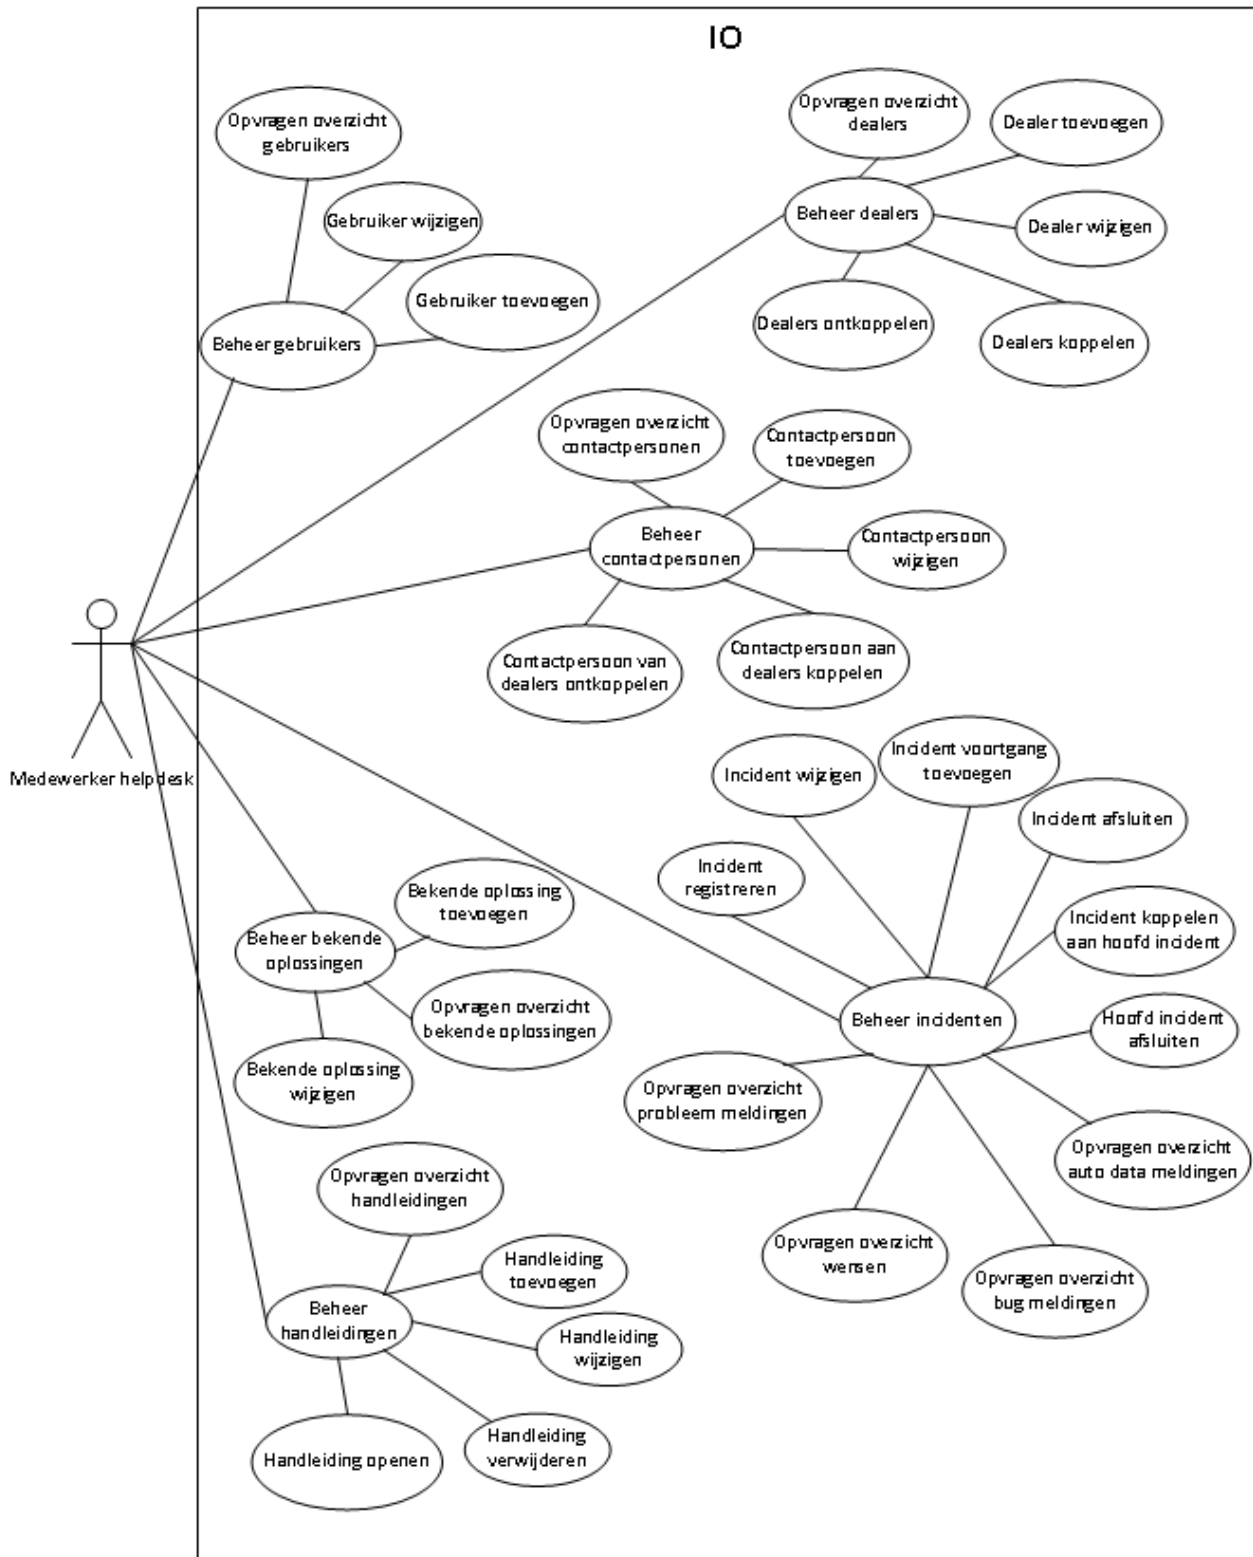 IO
Opvragen overzicht
gebruikers
Gebruiker wijzigen
Gebruiker toevoegen
Beheer gebruikers
Opvragen overzicht
dealers
Dealer toevoegen
Beheer dealers
Dealer wijzigen
Dealers ontkoppelen
Dealers koppelen
Opvragen overzicht
contactpersonen
Contactpersoon
toevoegen
Beheer
contactpersonen
Contactpersoon
wijzigen
Contactpersoon van
dealers ontkoppelen
Contactpersoon aan
dealers koppelen
Medewerker helpdesk
Incident wijzigen
Incident voortgang
toevoegen
Incident afsluiten
Incident
registreren
Incident koppelen
aan hoofd incident
Beheer incidenten
Hoofd incident
afsluiten
Opvragen overzicht
probleem meldingen
Opvragen overzicht
auto data meldingen
Opvragen overzicht
wensen
Opvragen overzicht
bug meldingen
Bekende oplossing
toevoegen
Beheer bekende
oplossingen
Opvragen overzicht
bekende oplossingen
Bekende oplossing
wijzigen
Opvragen overzicht
handleidingen
Handleiding
toevoegen
Beheer
handleidingen
Handleiding
wijzigen
Handleiding openen
Handleiding
verwijderen